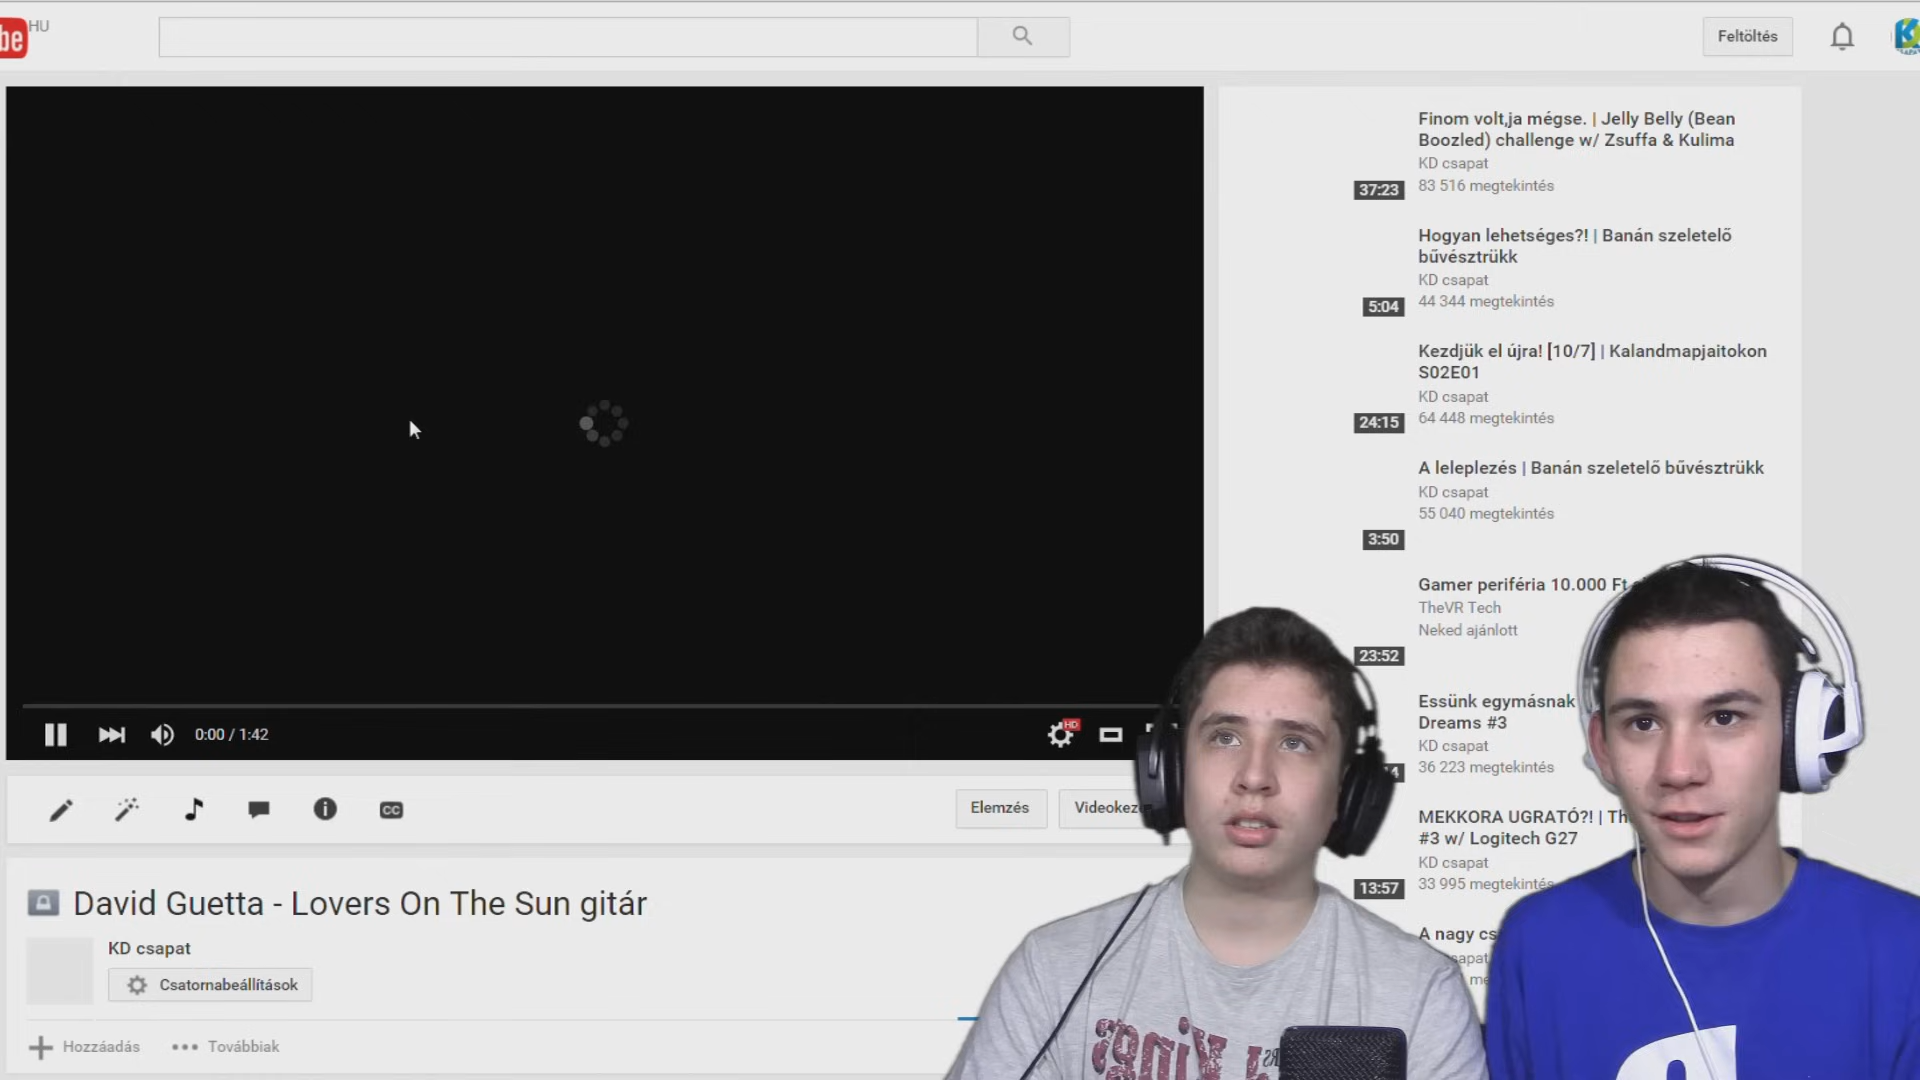 be HU
Feltöltés
Finom volt,ja mégse. | Jelly Belly (Bean
Boozled) challenge w/ Zsuffa & Kulima
KD csapat
83 516 megtekintés
37:23
Hogyan lehetséges?! | Banán szeletelő
bűvésztrükk
KD csapat
44 344 megtekintés
5:04
Kezdjük el újra! [10/7] | Kalandmapjaitokon
S02E01
KD csapat
64 448 megtekintés
24:15
A leleplezés | Banán szeletelő bűvésztrükk
KD csapat
55 040 megtekintés
3:50
Gamer periféria 10.000 Ft
TheVR Tech
Neked ajánlott
23:52
Essünk egymásnak
Dreams #3
KD csapat
36 223 megtekintés
MEKKORA UGRATÓ?! | Th
#3 w/ Logitech G27
KD csapat
33 995 megtekintés
13:57
A nagy cs
sapat
0:00 / 1:42
HD
CC
Elemzés
Videokeze
David Guetta - Lovers On The Sun gitár
KD csapat
Csatornabeállítások
Hozzáadás
Továbbiak